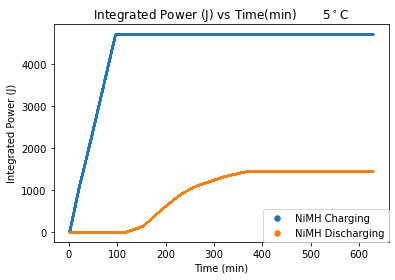 Integrated Power (J) vs Time(min) 5$^\circ$C
Integrated Power (J)
4000
3000
2000
1000
0
0 100 200 300 400 500 600
Time (min)
NiMH Charging
NiMH Discharging